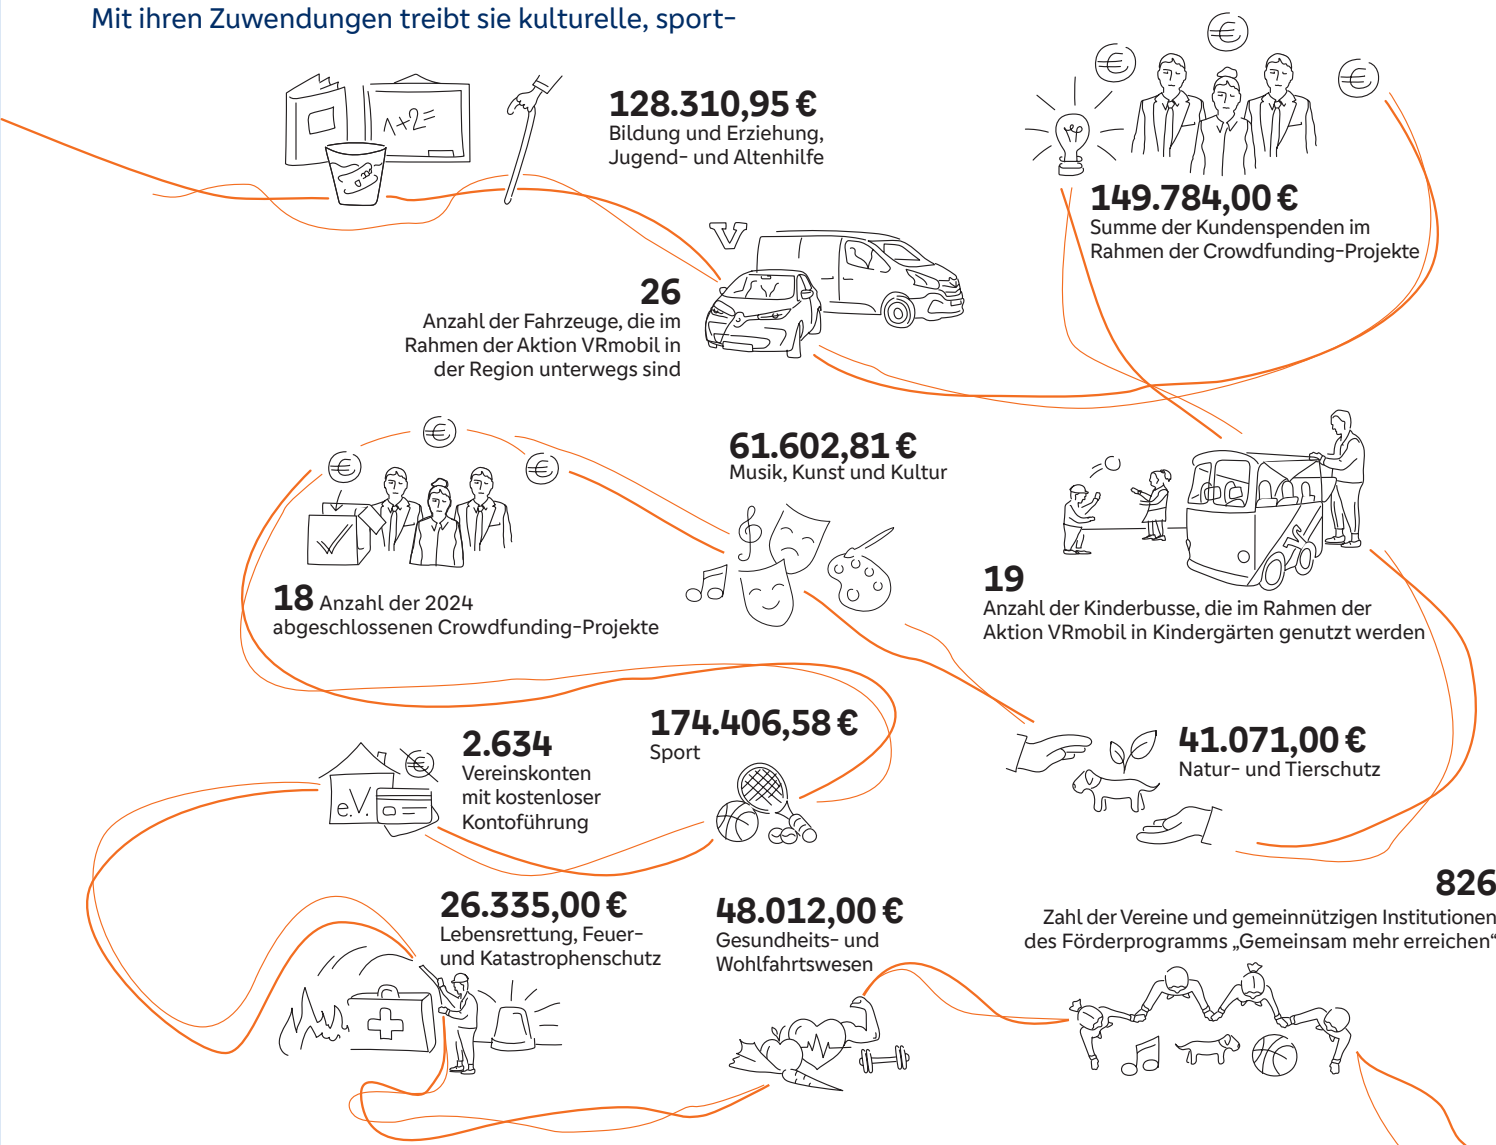 Mit ihren Zuwendungen treibt sie kulturelle, sport-
1+2=
128.310,95 €
Bildung und Erziehung,
Jugend- und Altenhilfe
149.784,00 €
Summe der Kundenspenden im
Rahmen der Crowdfunding-Projekte
26
Anzahl der Fahrzeuge, die im
Rahmen der Aktion VRmobil in
der Region unterwegs sind
61.602,81 €
Musik, Kunst und Kultur
18 Anzahl der 2024
abgeschlossenen Crowdfunding-Projekte
19
Anzahl der Kinderbusse, die im Rahmen der
Aktion VRmobil in Kindergärten genutzt werden
2.634
Vereinskonten
mit kostenloser
Kontoführung
e.V.
174.406,58 €
Sport
41.071,00 €
Natur- und Tierschutz
26.335,00 €
Lebensrettung, Feuer-
und Katastrophenschutz
48.012,00 €
Gesundheits- und
Wohlfahrtswesen
826
Zahl der Vereine und gemeinnützigen Institutionen
des Förderprogramms „Gemeinsam mehr erreichen“